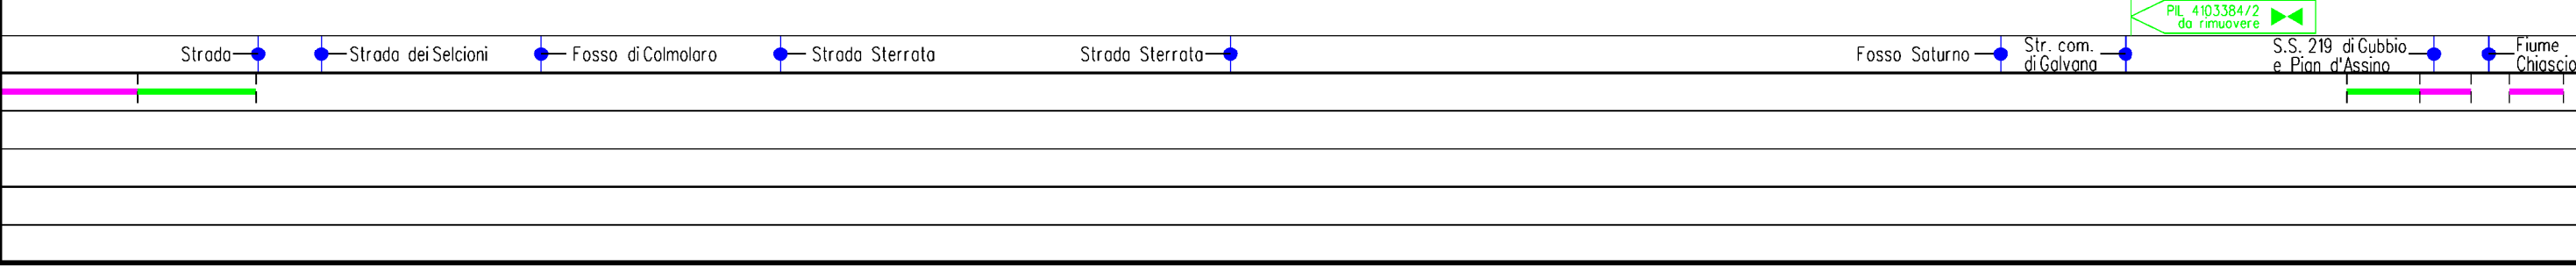 PIL 4103384/2
da rimuovere
Strada
Strada dei Selcioni
Fosso di Colmolaro
Strada Sterrata
Strada Sterrata
Fosso Saturno
Str. com.
di Galvana
S.S. 219 di Gubbio
e Pian d'Assino
Fiume
Chiascio